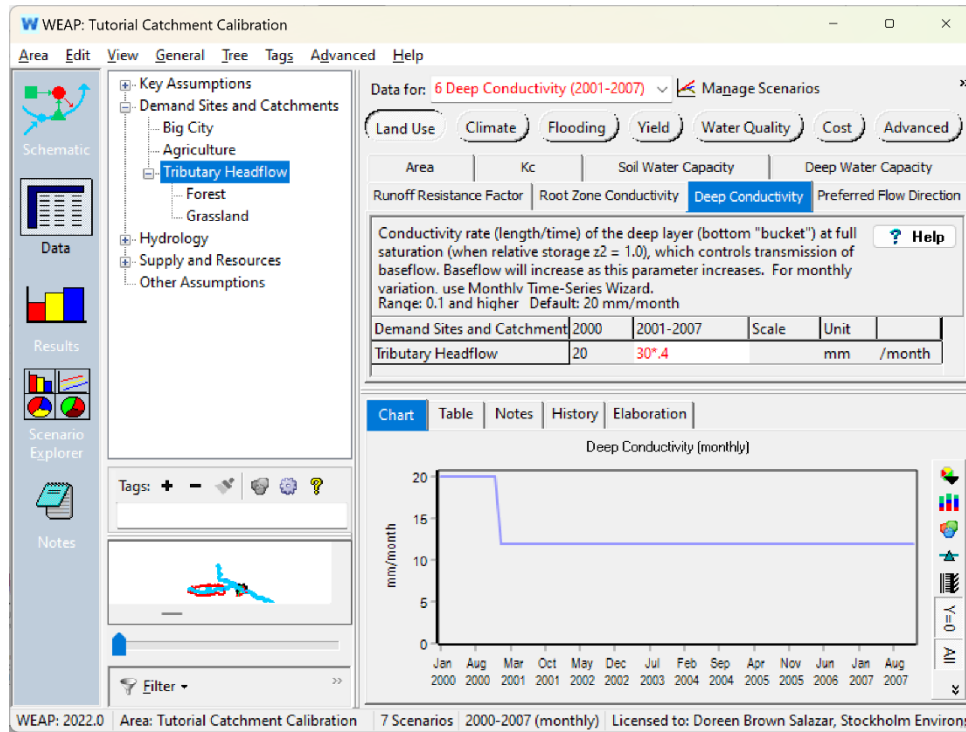 W WEAP: Tutorial Catchment Calibration
Area Edit View General Tree Tags Advanced Help
Schematic
Data
Results
Scenario
Explorer
Notes
Key Assumptions
Demand Sites and Catchments
Big City
Agriculture
Tributary Headflow
Forest
Grassland
Hydrology
Supply and Resources
Other Assumptions
Tags:
Filter
Data for: 6 Deep Conductivity (2001-2007) Manage Scenarios
Land Use Climate Flooding Yield Water Quality Cost Advanced
Area Kc Soil Water Capacity Deep Water Capacity
Runoff Resistance Factor Root Zone Conductivity Deep Conductivity Preferred Flow Direction
Conductivity rate (length/time) of the deep layer (bottom "bucket") at full
saturation (when relative storage z2 = 1.0), which controls transmission of
baseflow. Baseflow will increase as this parameter increases. For monthly
variation, use Monthly Time-Series Wizard.
Range: 0.1 and higher Default: 20 mm/month
? Help
Demand Sites and Catchment 2000 2001-2007 Scale Unit
Tributary Headflow 20 30*.4 mm /month
Chart Table Notes History Elaboration
Deep Conductivity (monthly)
mm/month
20
15
10
5
0
Jan Aug Mar Oct May Dec Jul Feb Sep Apr Nov Jun Jan Aug
2000 2000 2001 2001 2002 2002 2003 2004 2004 2005 2005 2006 2007 2007
Y=0
All
WEAP: 2022.0 Area: Tutorial Catchment Calibration 7 Scenarios 2000-2007 (monthly) Licensed to: Doreen Brown Salazar, Stockholm Environ